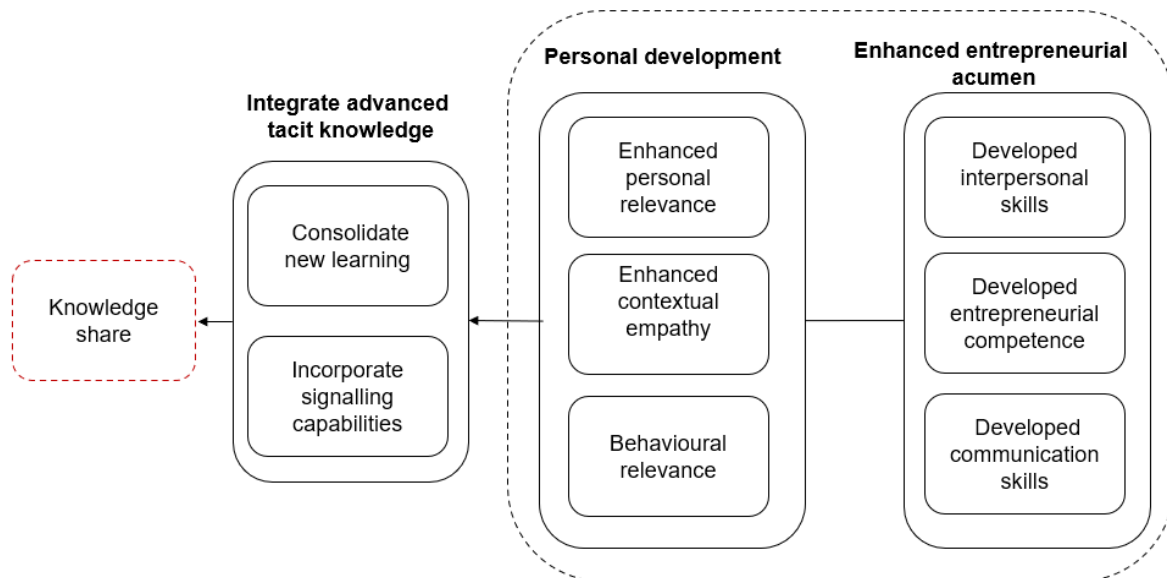 Knowledge
share
Integrate advanced
tacit knowledge
Consolidate
new learning
Incorporate
signalling
capabilities
Personal development
Enhanced
personal
relevance
Enhanced
contextual
empathy
Behavioural
relevance
Enhanced entrepreneurial
acumen
Developed
interpersonal
skills
Developed
entrepreneurial
competence
Developed
communication
skills